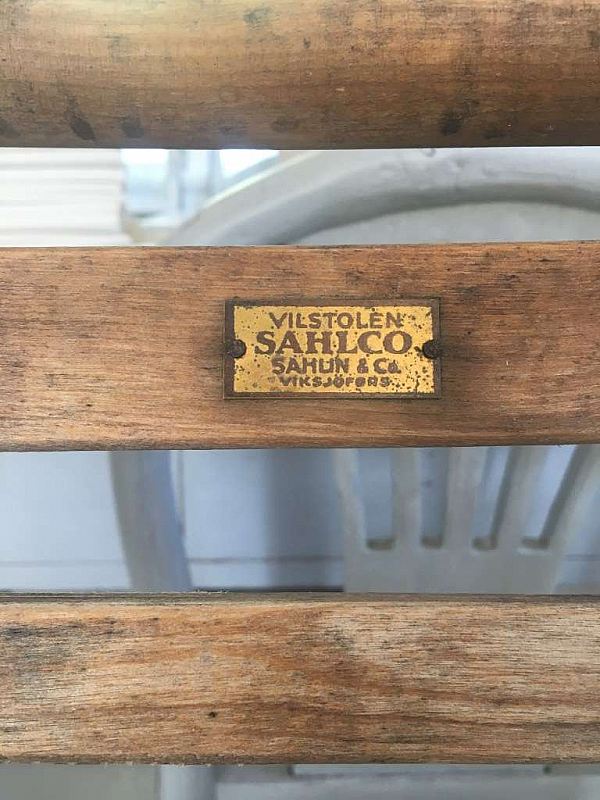 VILSTOLEN
SAHLCO
SAHLIN & Co.
VIKSJÖFORS